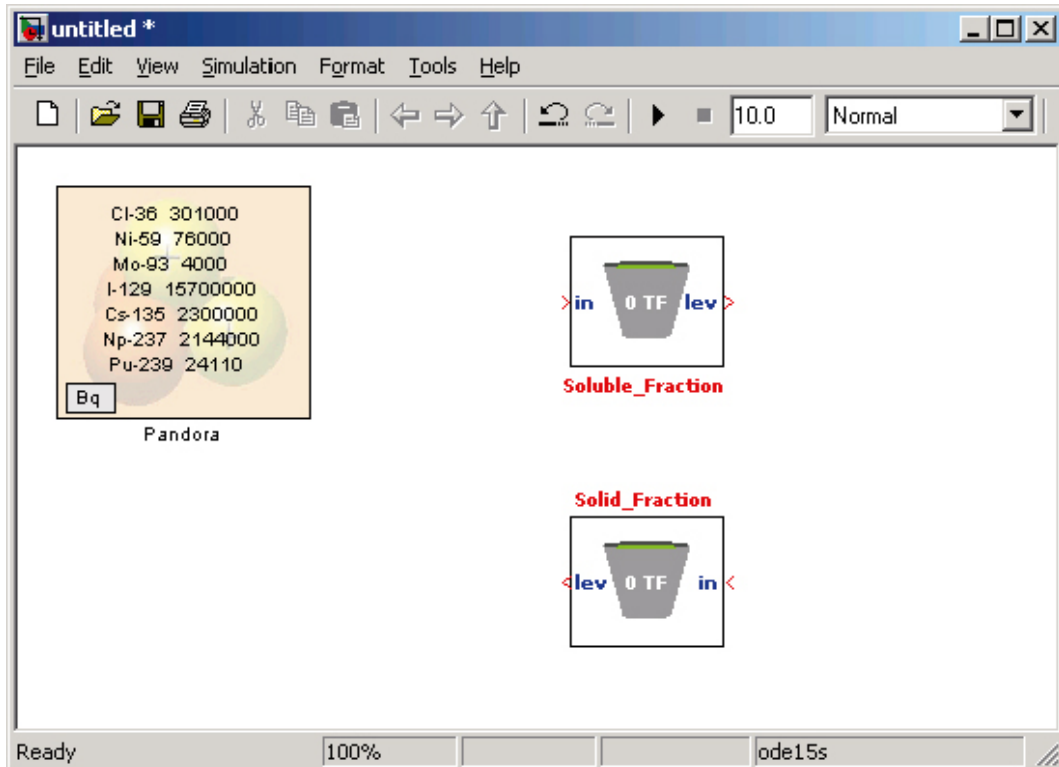 untitled *
File Edit View Simulation Format Tools Help
10.0 Normal
Cl-36 301000
Ni-59 76000
Mo-93 4000
I-129 15700000
Cs-135 2300000
Np-237 2144000
Pu-239 24110
Bq
Pandora
in 0 TF lev
Soluble_Fraction
Solid_Fraction
lev 0 TF in
Ready 100% ode15s